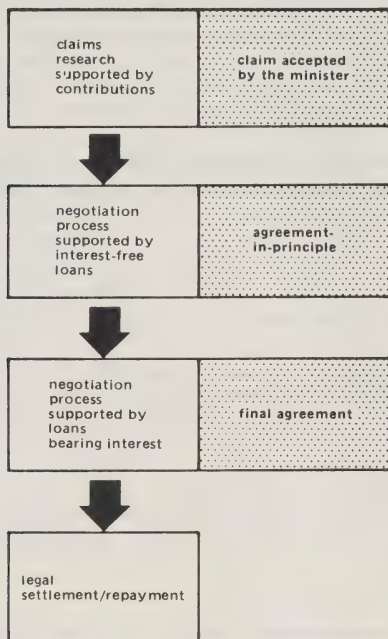 claims
research
supported by
contributions
claim accepted
by the minister
negotiation
process
supported by
interest-free
loans
agreement-
in-principle
negotiation
process
supported by
loans
bearing interest
final agreement
legal
settlement/repayment